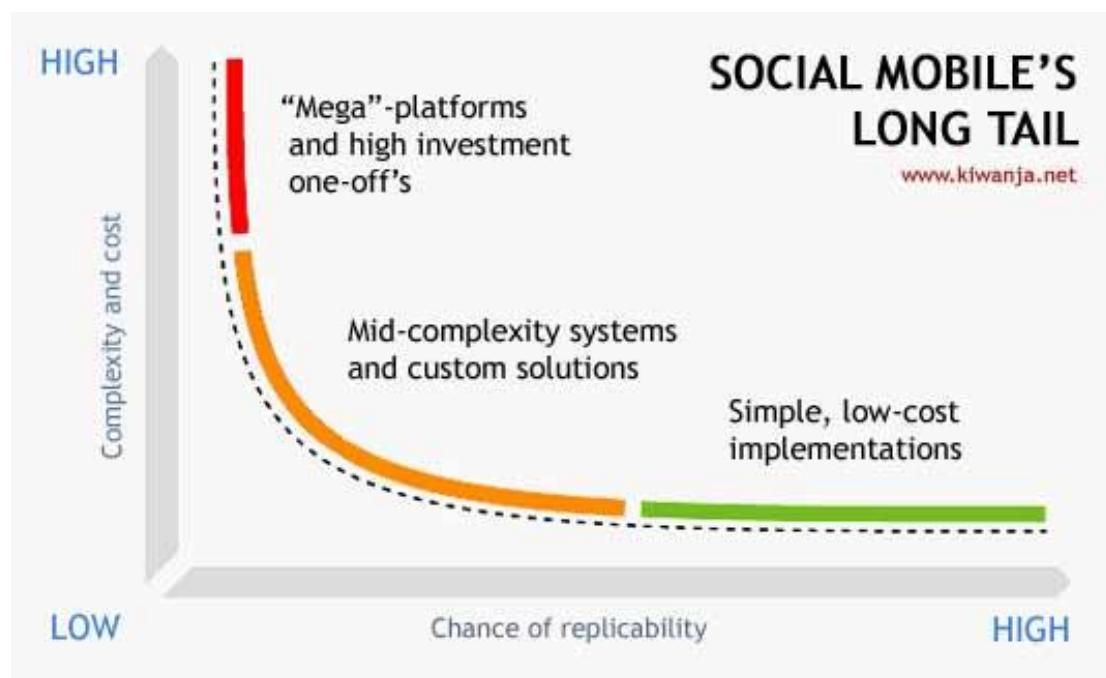 HIGH
SOCIAL MOBILE'S
LONG TAIL
www.kiwanja.net
“Mega”-platforms
and high investment
one-off's
Complexity and cost
Mid-complexity systems
and custom solutions
Simple, low-cost
implementations
LOW
Chance of replicability
HIGH